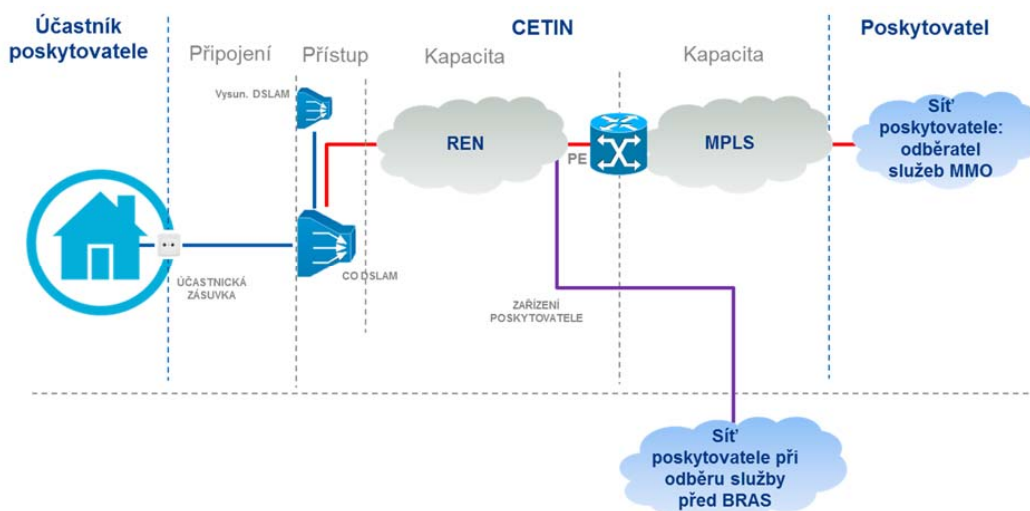 Účastník
poskytovatele
CETIN
Poskytovatel
Připojení
Přístup
Kapacita
Kapacita
Vysun. DSLAM
REN
PE
MPLS
Síť
poskytovatele:
odběratel
služeb MMO
ÚČASTNICKÁ
ZÁSUVKA
CO DSLAM
ZAŘÍZENÍ
POSKYTOVATELE
Síť
poskytovatele při
odběru služby
před BRAS